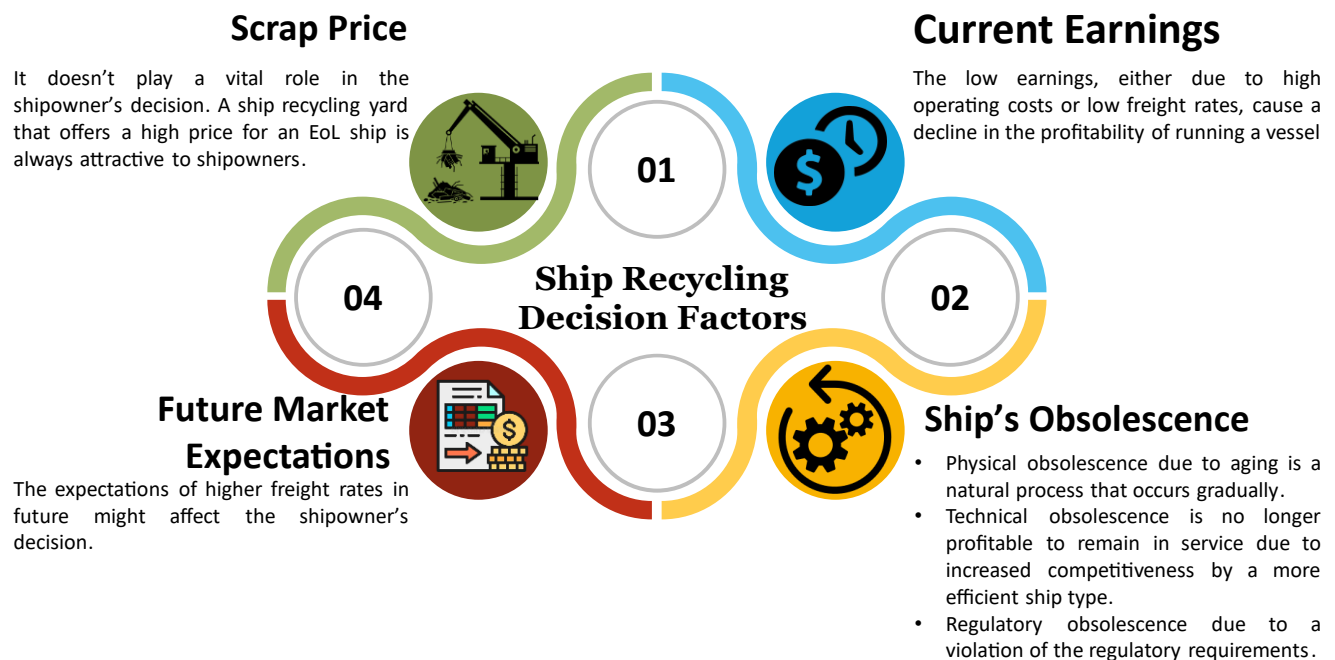 Scrap Price
It doesn't play a vital role in the
shipowner's decision. A ship recycling yard
that offers a high price for an EoL ship is
always attractive to shipowners.
Current Earnings
The low earnings, either due to high
operating costs or low freight rates, cause a
decline in the profitability of running a vessel
01
$
04
Ship Recycling
Decision Factors
02
03
Future Market
Expectations
The expectations of higher freight rates in
future might affect the shipowner's
decision.
$
Ship's Obsolescence
• Physical obsolescence due to aging is a
natural process that occurs gradually.
• Technical obsolescence is no longer
profitable to remain in service due to
increased competitiveness by a more
efficient ship type.
• Regulatory obsolescence due to a
violation of the regulatory requirements.